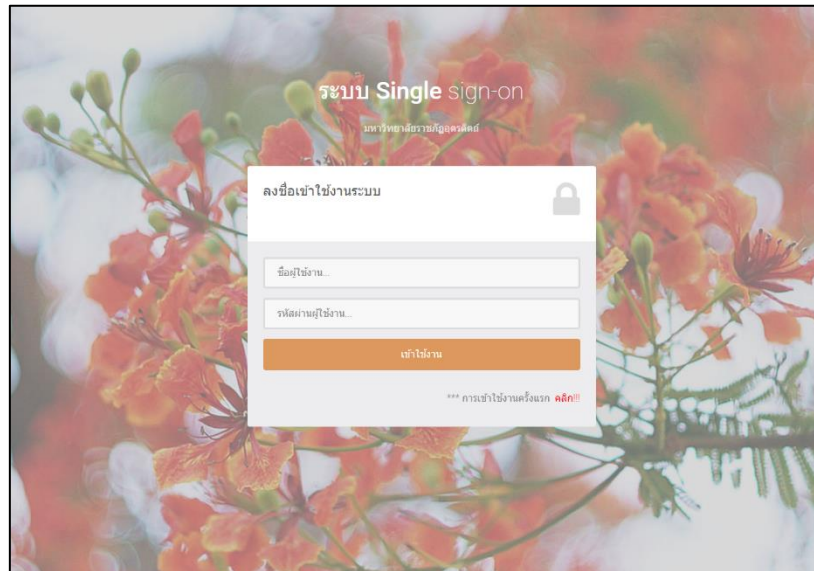 ระบบ Single sign-on
มหาวิทยาลัยราชภัฏอุตรดิตถ์
ลงชื่อเข้าใช้งานระบบ
ชื่อผู้ใช้งาน...
รหัสผ่านผู้ใช้งาน...
เข้าใช้งาน
*** การเข้าใช้งานครั้งแรก คลิก!!!